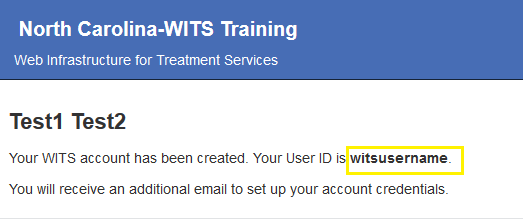 North Carolina-WITS Training
Web Infrastructure for Treatment Services
Test1 Test2
Your WITS account has been created. Your User ID is witsusername.
You will receive an additional email to set up your account credentials.